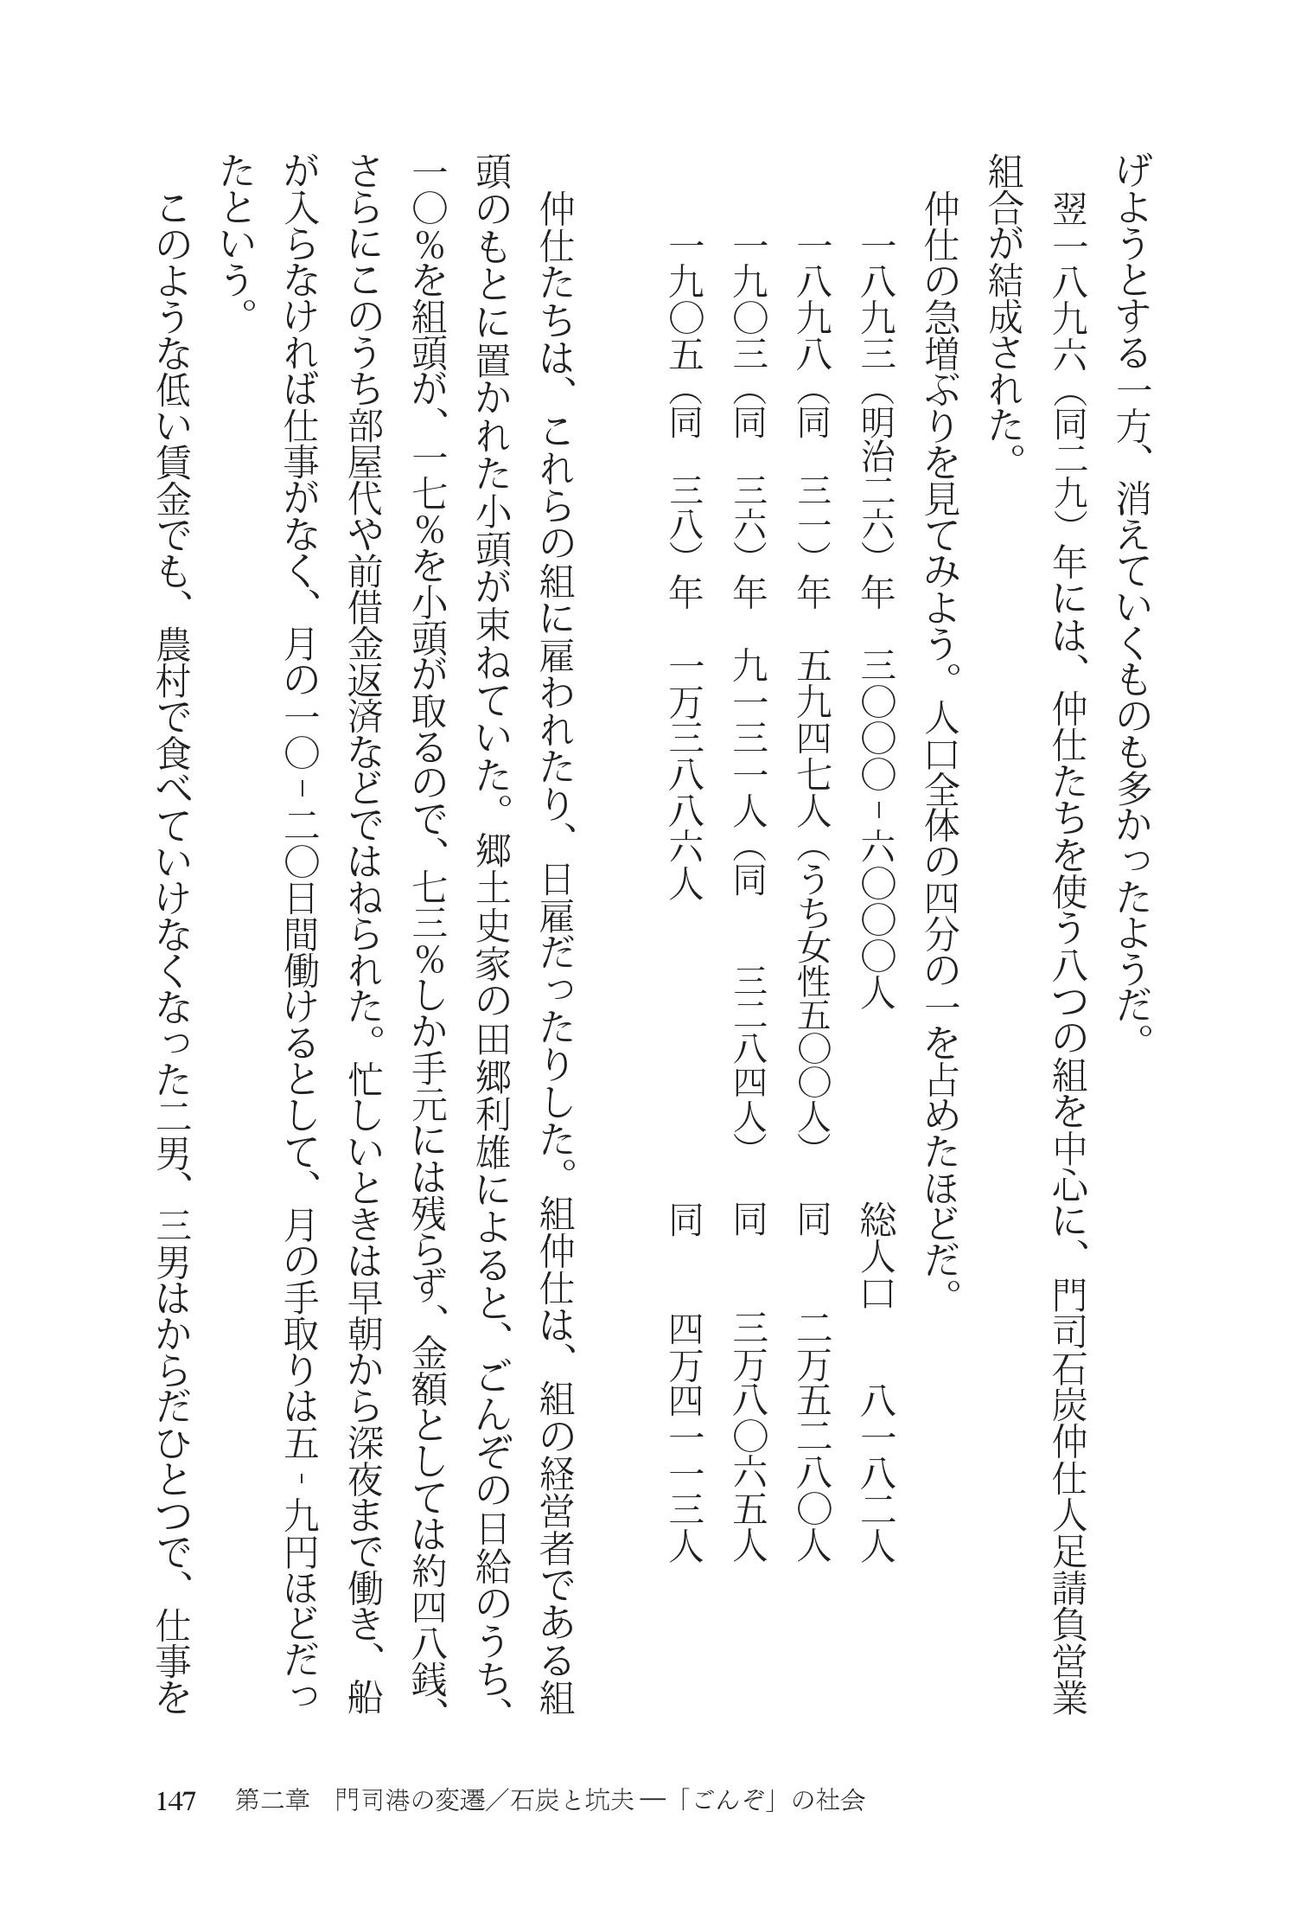 げようとする一方、消えていくものも多かったようだ。
翌一八九六（同二九）年には、仲仕たちを使う八つの組を中心に、門司石炭仲仕人足請負営業
組合が結成された。
仲仕の急増ぶりを見てみよう。人口全体の四分の一を占めたほどだ。
一八九三（明治二六）年　三〇〇〇-六〇〇〇人　総人口　八一八二人
一八九八（同　三一）年　五九四七人（うち女性五〇〇人）　同　二万五二八〇人
一九〇三（同　三六）年　九一三一人（同　三二八四人）　同　三万八〇六五人
一九〇五（同　三八）年　一万三八八六人　同　四万四一一三人
仲仕たちは、これらの組に雇われたり、日雇だったりした。組仲仕は、組の経営者である組
頭のもとに置かれた小頭が束ねていた。郷土史家の田郷利雄によると、ごんぞの日給のうち、
一〇％を組頭が、一七％を小頭が取るので、七三％しか手元には残らず、金額としては約四八銭、
さらにこのうち部屋代や前借金返済などではねられた。忙しいときは早朝から深夜まで働き、船
が入らなければ仕事がなく、月の一〇-二〇日間働けるとして、月の手取りは五-九円ほどだっ
たという。
このような低い賃金でも、農村で食べていけなくなった二男、三男はからだひとつで、仕事を
147　第二章　門司港の変遷／石炭と坑夫―「ごんぞ」の社会